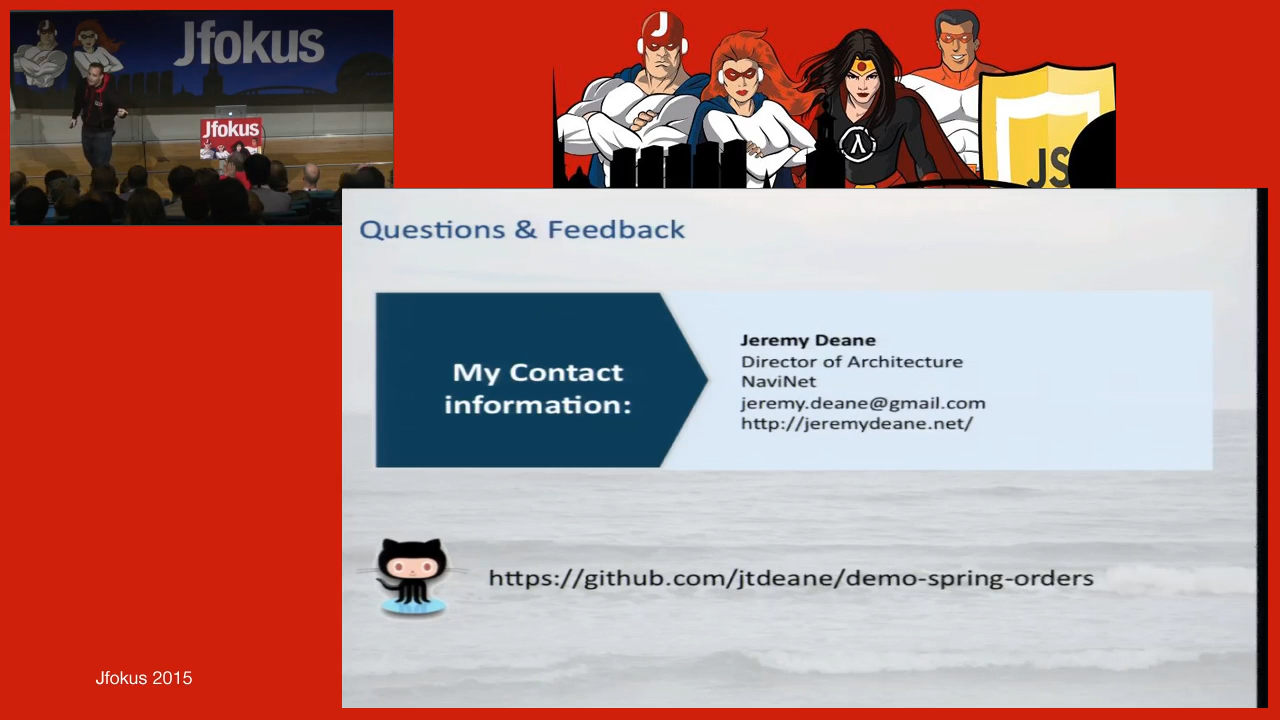 Jfokus
Jfokus
J
JS
Questions & Feedback
My Contact
information:
Jeremy Deane
Director of Architecture
NaviNet
jeremy.deane@gmail.com
http://jeremydeane.net/
https://github.com/jtdeane/demo-spring-orders
Jfokus 2015